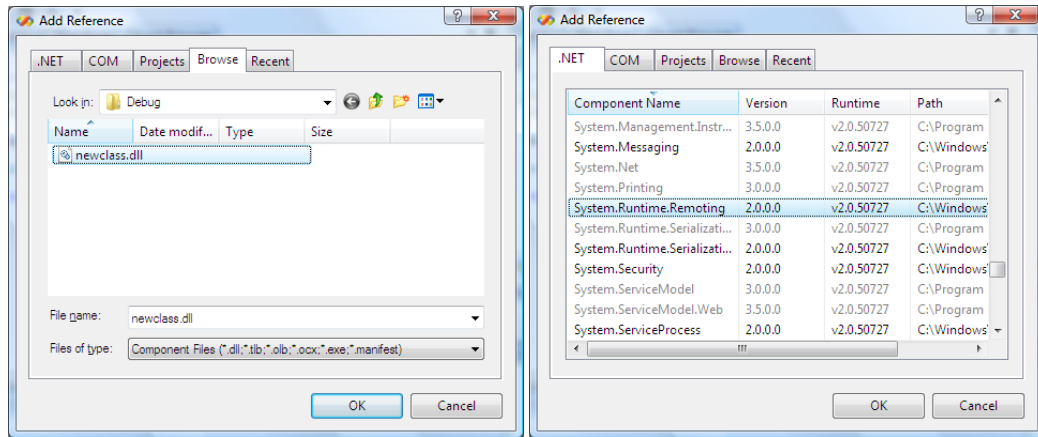 Add Reference
.NET COM Projects Browse Recent
Look in: Debug
Name Date modif... Type Size
newclass.dll
File name: newclass.dll
Files of type: Component Files (*.dll;*.tlb;*.olb;*.ocx;*.exe;*.manifest)
OK Cancel
Add Reference
.NET COM Projects Browse Recent
Component Name Version Runtime Path
System.Management.Instr... 3.5.0.0 v2.0.50727 C:\Program
System.Messaging 2.0.0.0 v2.0.50727 C:\Windows\
System.Net 3.5.0.0 v2.0.50727 C:\Program
System.Printing 3.0.0.0 v2.0.50727 C:\Program
System.Runtime.Remoting 2.0.0.0 v2.0.50727 C:\Windows\
System.Runtime.Serializati... 3.0.0.0 v2.0.50727 C:\Program
System.Runtime.Serializati... 2.0.0.0 v2.0.50727 C:\Windows\
System.Security 2.0.0.0 v2.0.50727 C:\Windows\
System.ServiceModel 3.0.0.0 v2.0.50727 C:\Program
System.ServiceModel.Web 3.5.0.0 v2.0.50727 C:\Program
System.ServiceProcess 2.0.0.0 v2.0.50727 C:\Windows\
OK Cancel